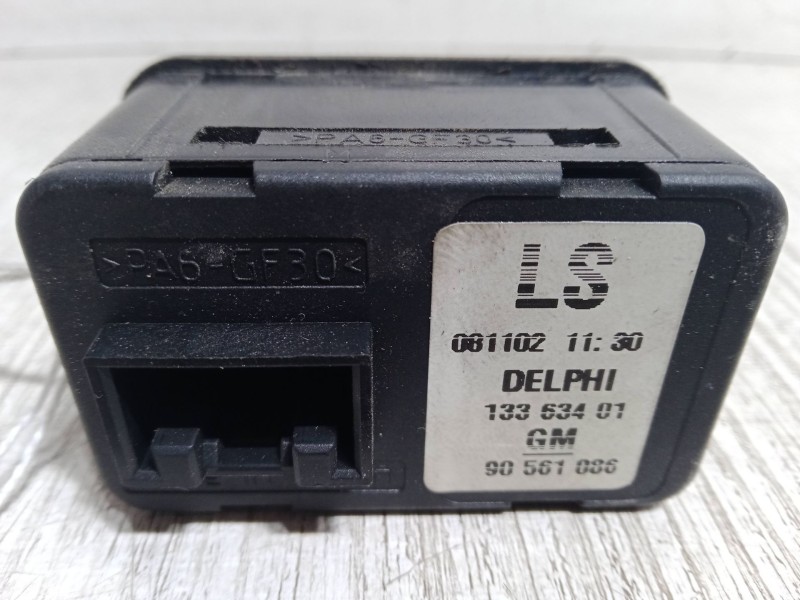 >PA6-GF30<
>PA6-GF30<
LS
081102 11:30
DELPHI
133 634 01
GM
90 561 086